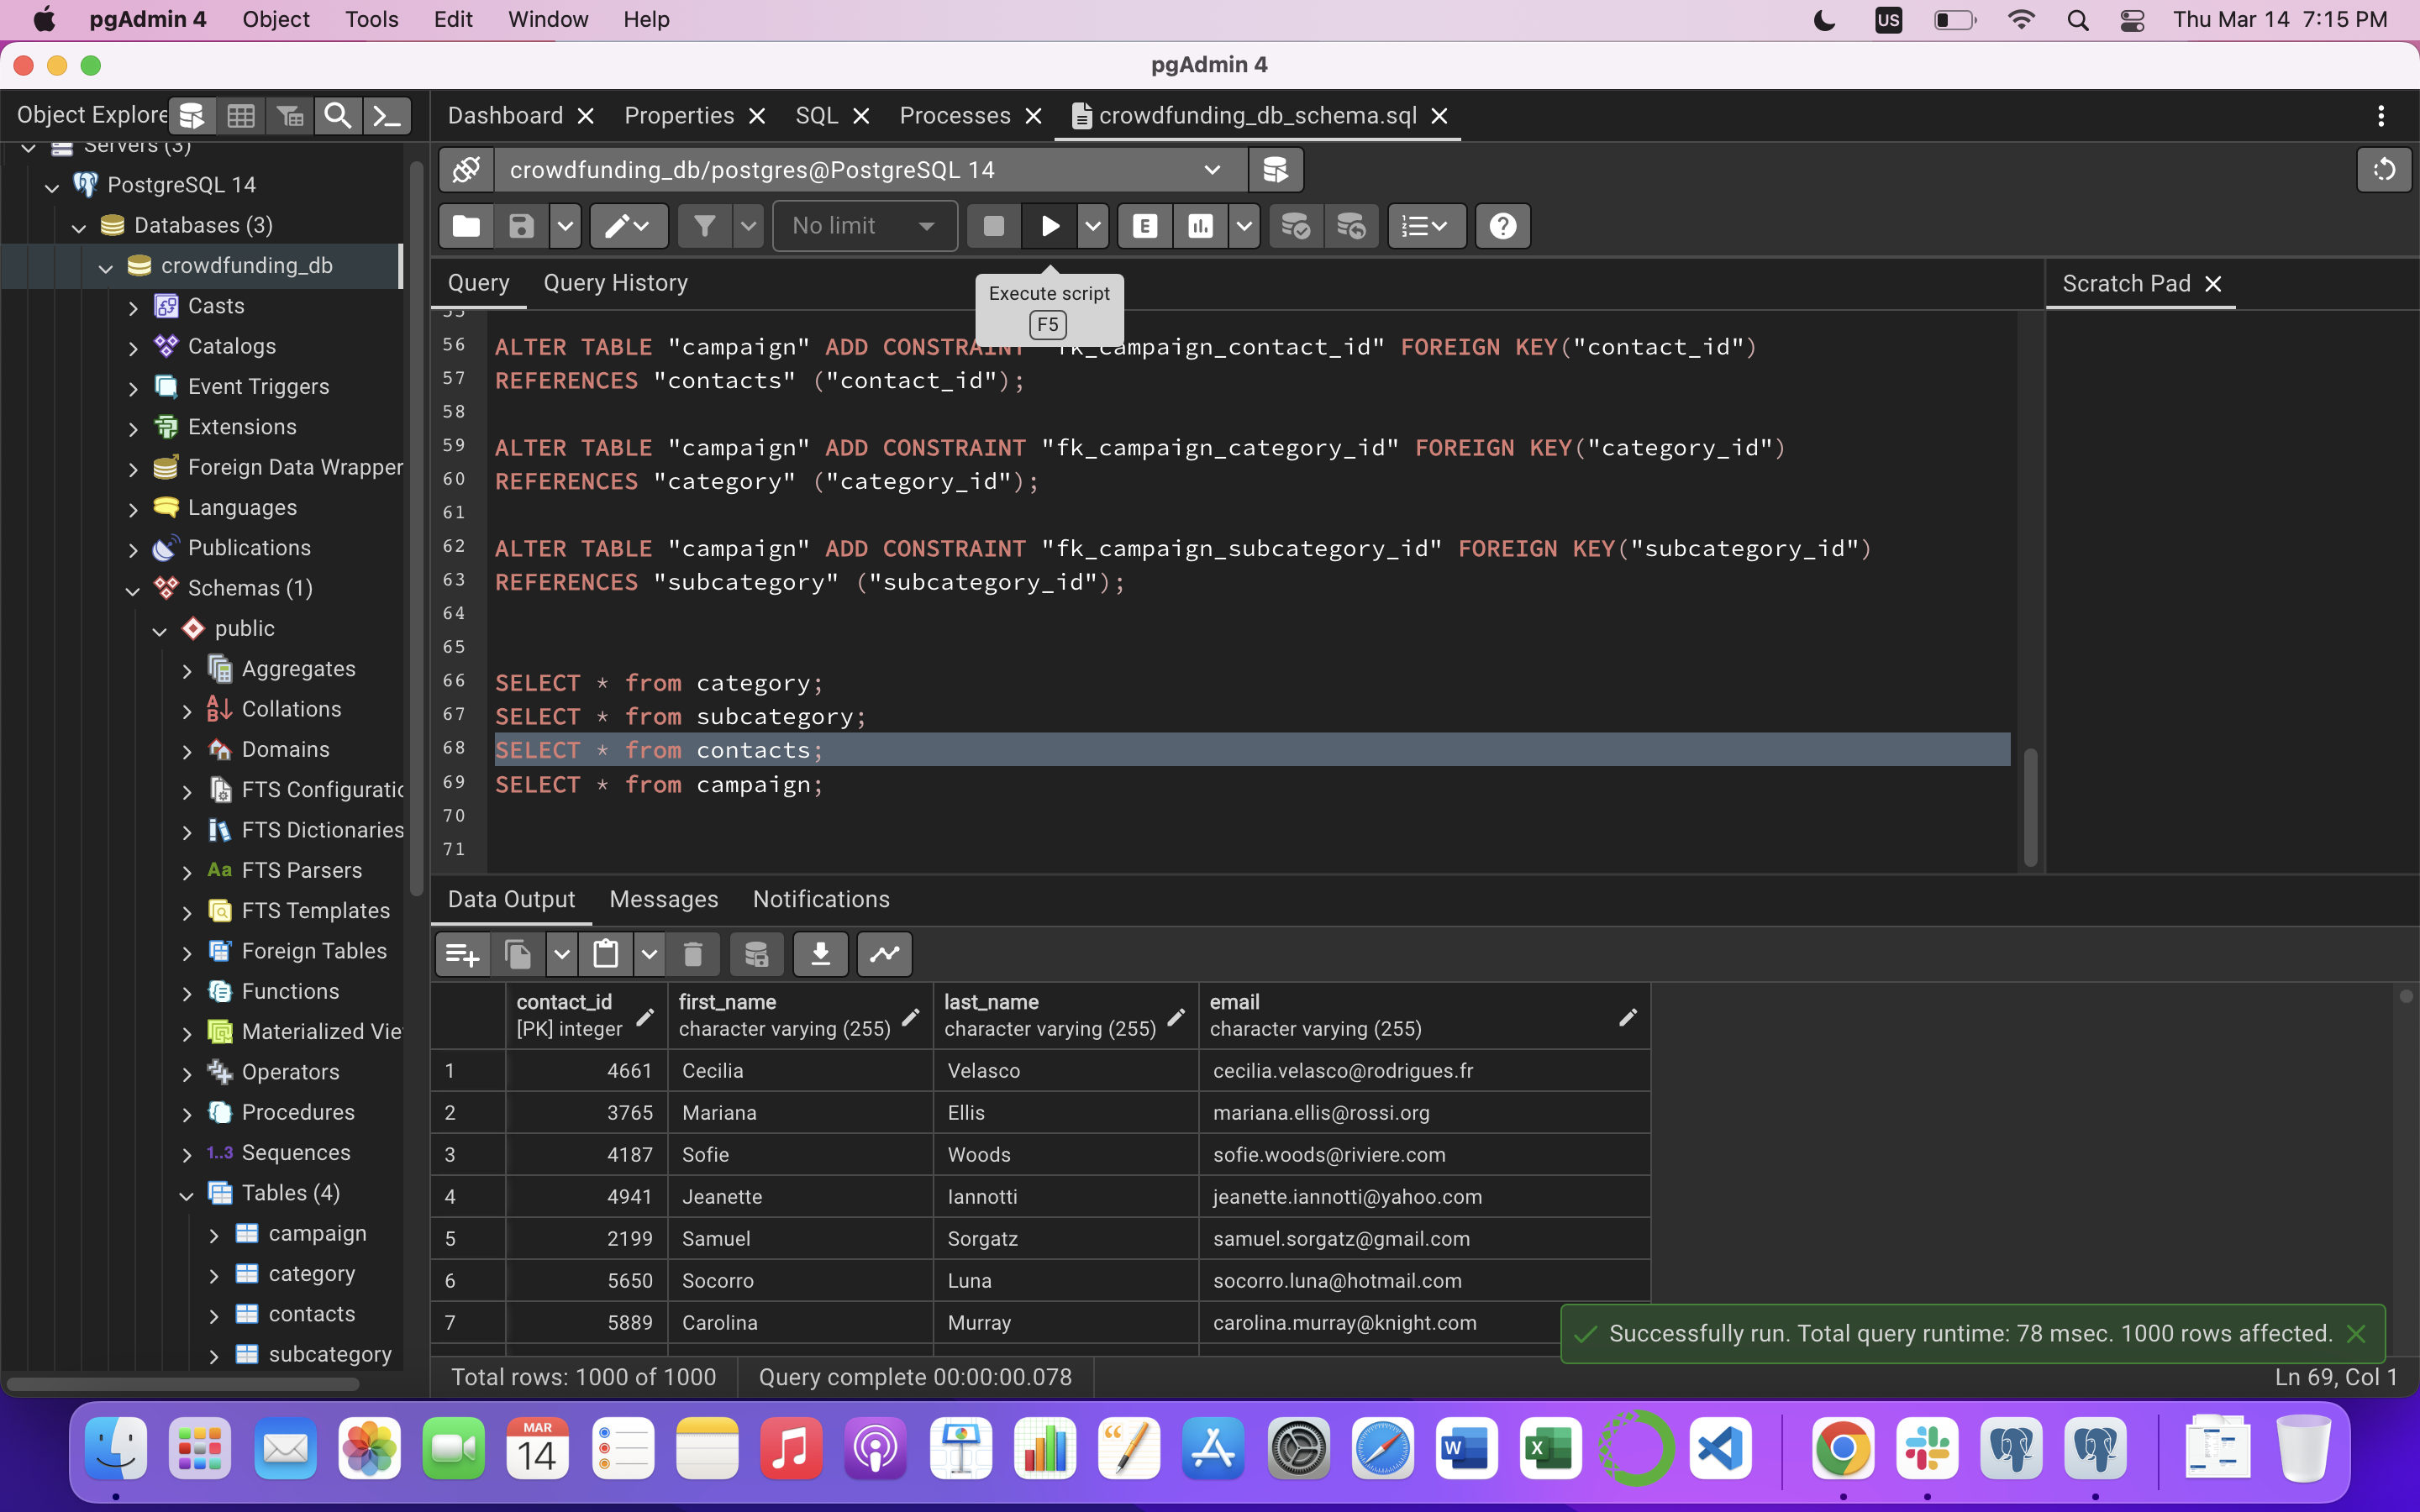 pgAdmin 4 Object Tools Edit Window Help US Thu Mar 14 7:15 PM
pgAdmin 4
Object Explore
Dashboard Properties SQL Processes crowdfunding_db_schema.sql
Servers (3)
PostgreSQL 14
Databases (3)
crowdfunding_db
Casts
Catalogs
Event Triggers
Extensions
Foreign Data Wrapper
Languages
Publications
Schemas (1)
public
Aggregates
Collations
Domains
FTS Configuratic
FTS Dictionaries
Aa FTS Parsers
FTS Templates
Foreign Tables
Functions
Materialized Vie
Operators
Procedures
1..3 Sequences
Tables (4)
campaign
category
contacts
subcategory
crowdfunding_db/postgres@PostgreSQL 14
No limit
E
Query Query History
Execute script
F5
Scratch Pad
55
56 ALTER TABLE "campaign" ADD CONSTRAINT "fk_campaign_contact_id" FOREIGN KEY("contact_id")
57 REFERENCES "contacts" ("contact_id");
58
59 ALTER TABLE "campaign" ADD CONSTRAINT "fk_campaign_category_id" FOREIGN KEY("category_id")
60 REFERENCES "category" ("category_id");
61
62 ALTER TABLE "campaign" ADD CONSTRAINT "fk_campaign_subcategory_id" FOREIGN KEY("subcategory_id")
63 REFERENCES "subcategory" ("subcategory_id");
64
65
66 SELECT * from category;
67 SELECT * from subcategory;
68 SELECT * from contacts;
69 SELECT * from campaign;
70
71
Data Output Messages Notifications
contact_id first_name last_name email
[PK] integer character varying (255) character varying (255) character varying (255)
1 4661 Cecilia Velasco cecilia.velasco@rodrigues.fr
2 3765 Mariana Ellis mariana.ellis@rossi.org
3 4187 Sofie Woods sofie.woods@riviere.com
4 4941 Jeanette Iannotti jeanette.iannotti@yahoo.com
5 2199 Samuel Sorgatz samuel.sorgatz@gmail.com
6 5650 Socorro Luna socorro.luna@hotmail.com
7 5889 Carolina Murray carolina.murray@knight.com
Successfully run. Total query runtime: 78 msec. 1000 rows affected.
Total rows: 1000 of 1000 Query complete 00:00:00.078 Ln 69, Col 1
MAR
14
W
X